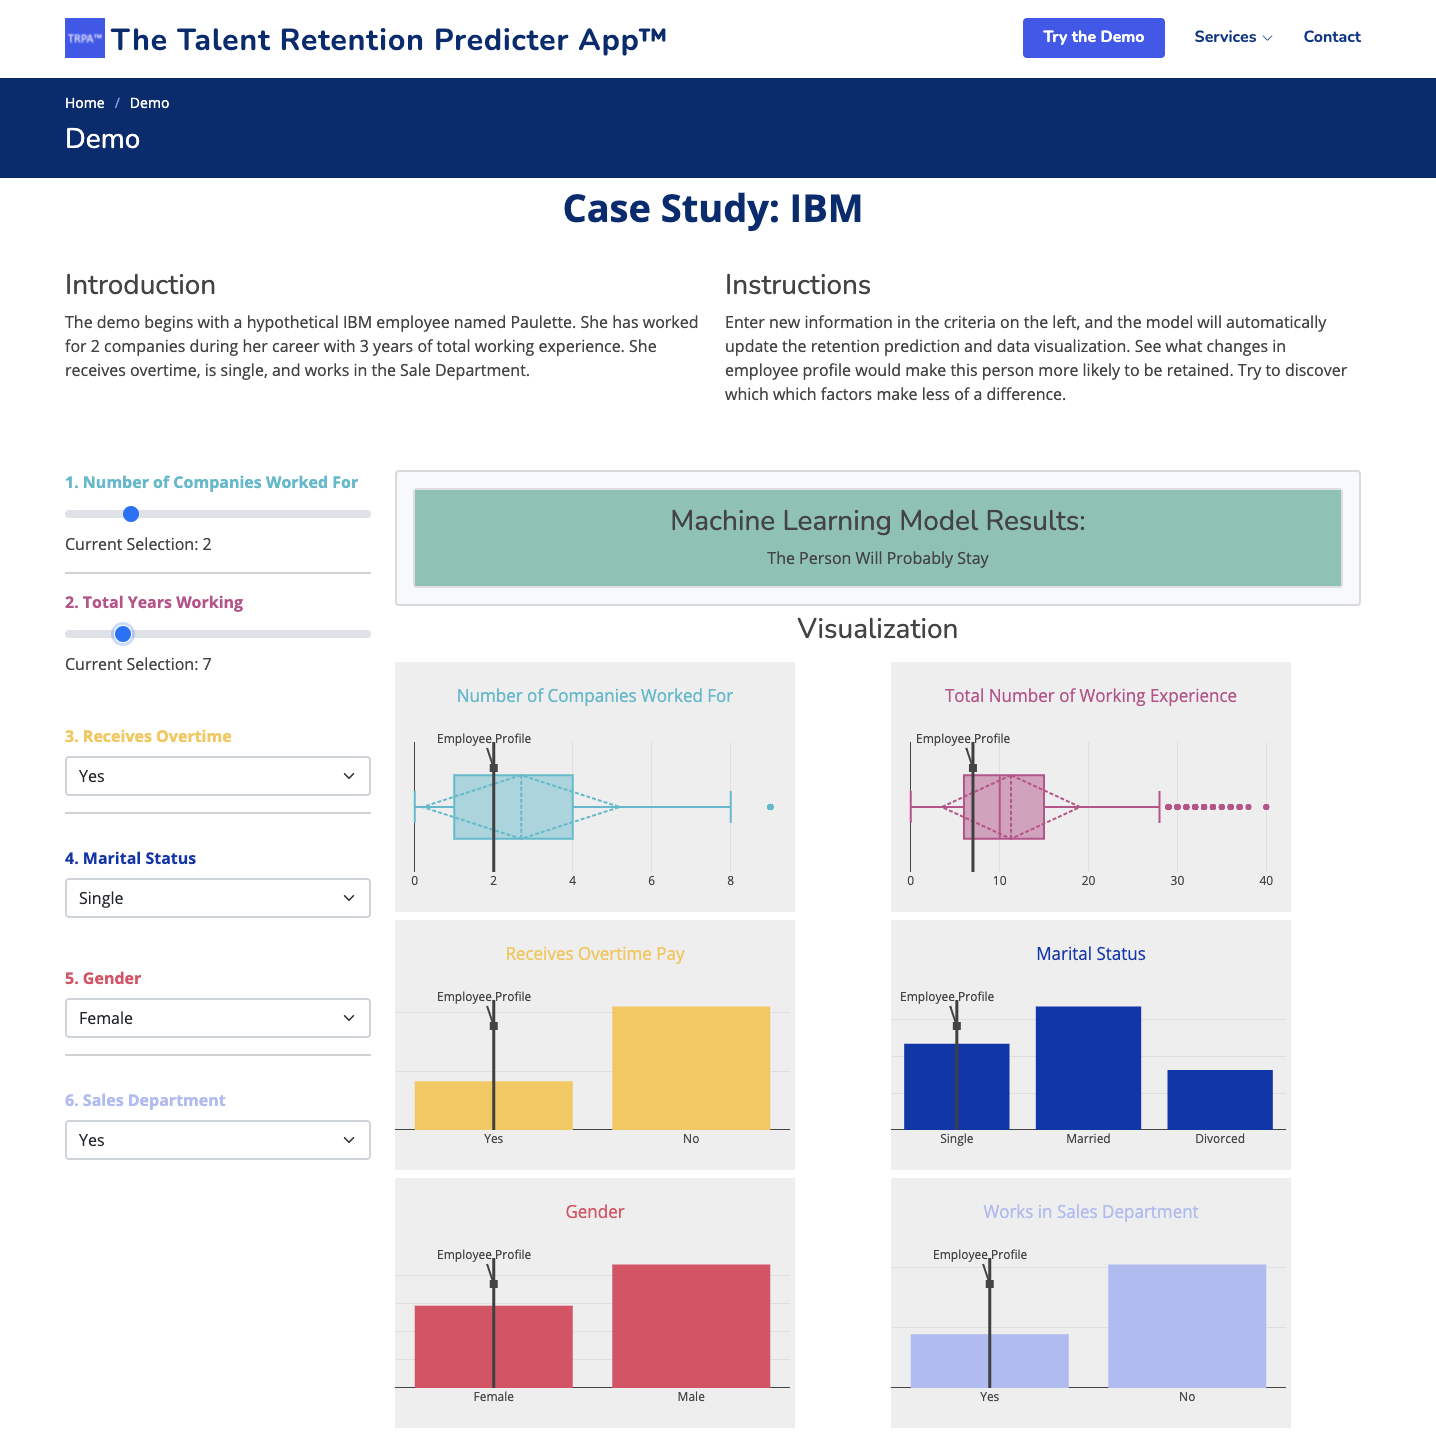 TRPA™ The Talent Retention Predicter App™
Try the Demo
Services
Contact
Home / Demo
Demo
Case Study: IBM
Introduction
The demo begins with a hypothetical IBM employee named Paulette. She has worked
for 2 companies during her career with 3 years of total working experience. She
receives overtime, is single, and works in the Sale Department.
Instructions
Enter new information in the criteria on the left, and the model will automatically
update the retention prediction and data visualization. See what changes in
employee profile would make this person more likely to be retained. Try to discover
which which factors make less of a difference.
1. Number of Companies Worked For
Current Selection: 2
2. Total Years Working
Current Selection: 7
3. Receives Overtime
Yes
4. Marital Status
Single
5. Gender
Female
6. Sales Department
Yes
Machine Learning Model Results:
The Person Will Probably Stay
Visualization
Number of Companies Worked For
Employee Profile
0 2 4 6 8
Total Number of Working Experience
Employee Profile
0 10 20 30 40
Receives Overtime Pay
Employee Profile
Yes No
Marital Status
Employee Profile
Single Married Divorced
Gender
Employee Profile
Female Male
Works in Sales Department
Employee Profile
Yes No